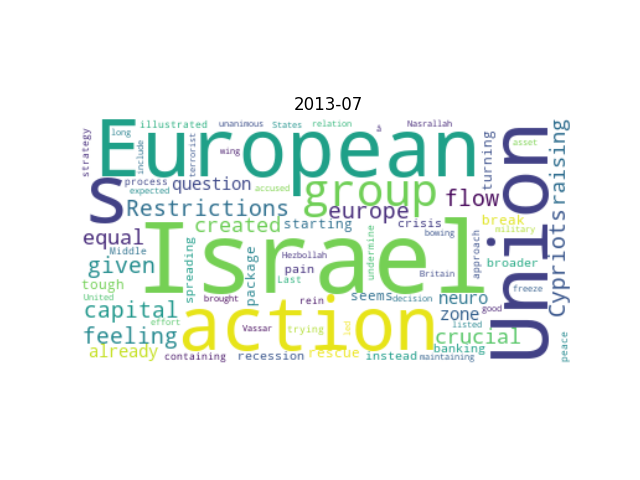 2013-07
strategy
long
illustrated
unanimous
States
relation
Nasrallah
asset
European
Union
include
terrorist
wing
turning
raising
process
expected
question
accused
group
flow
s
Restrictions
europe
created
starting
crisis
break
military
Cypriots
equal
Israel
Middle
given
spreading
package
Hezbollah
pain
Last
undermine
bowing
Britain
approach
broader
tough
United
brought
rein
seems
decision
neuro
freeze
capital
action
zone
listed
good
effort
feeling
Vassar
trying
led
crucial
already
containing
recession
rescue
instead
banking
maintaining
peace